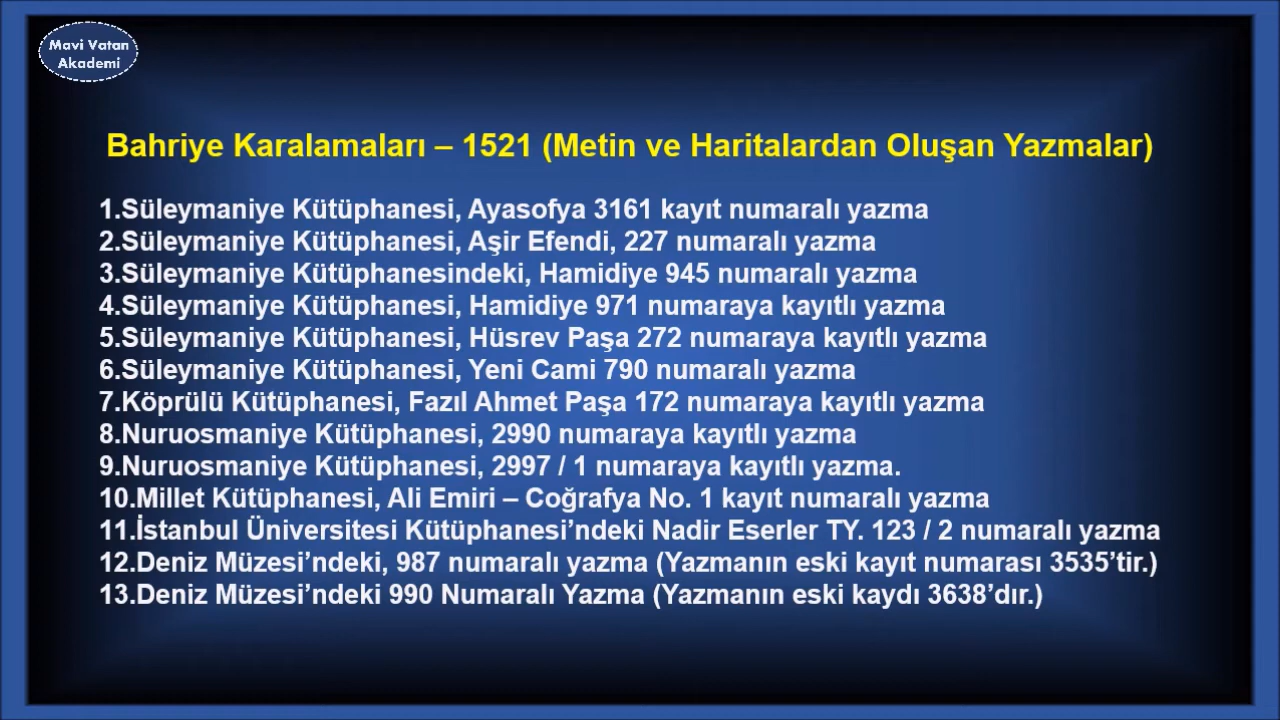 Mavi Vatan
Akademi
Bahriye Karalamaları – 1521 (Metin ve Haritalardan Oluşan Yazmalar)
1.Süleymaniye Kütüphanesi, Ayasofya 3161 kayıt numaralı yazma
2.Süleymaniye Kütüphanesi, Aşir Efendi, 227 numaralı yazma
3.Süleymaniye Kütüphanesindeki, Hamidiye 945 numaralı yazma
4.Süleymaniye Kütüphanesi, Hamidiye 971 numaraya kayıtlı yazma
5.Süleymaniye Kütüphanesi, Hüsrev Paşa 272 numaraya kayıtlı yazma
6.Süleymaniye Kütüphanesi, Yeni Cami 790 numaralı yazma
7.Köprülü Kütüphanesi, Fazıl Ahmet Paşa 172 numaraya kayıtlı yazma
8.Nuruosmaniye Kütüphanesi, 2990 numaraya kayıtlı yazma
9.Nuruosmaniye Kütüphanesi, 2997 / 1 numaraya kayıtlı yazma.
10.Millet Kütüphanesi, Ali Emiri – Coğrafya No. 1 kayıt numaralı yazma
11.İstanbul Üniversitesi Kütüphanesi’ndeki Nadir Eserler TY. 123 / 2 numaralı yazma
12.Deniz Müzesi’ndeki, 987 numaralı yazma (Yazmanın eski kayıt numarası 3535’tir.)
13.Deniz Müzesi’ndeki 990 Numaralı Yazma (Yazmanın eski kaydı 3638’dır.)